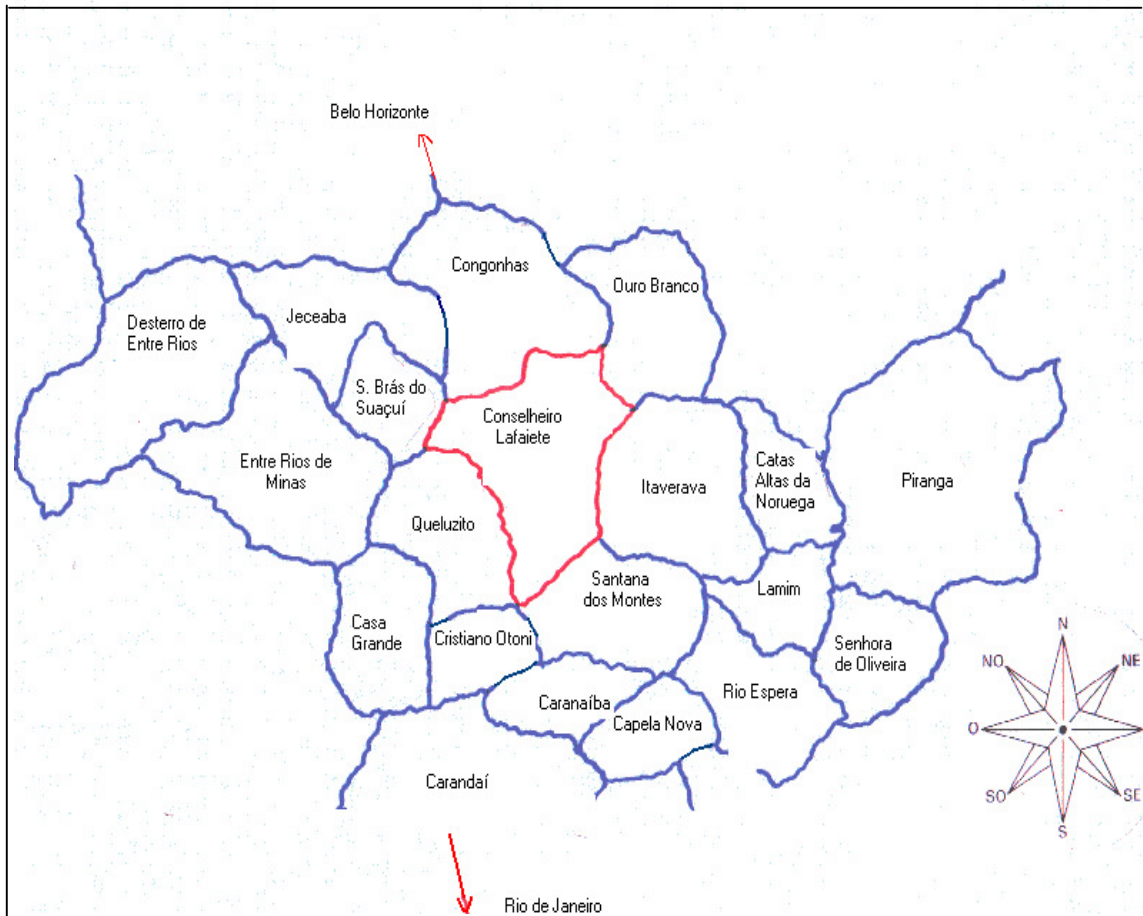 Belo Horizonte
Congonhas
Ouro Branco
Jeceaba
Desterro de
Entre Rios
S. Brás do
Suaçuí
Conselheiro
Lafaiete
Entre Rios de
Minas
Itaverava
Catas
Altas da
Noruega
Piranga
Queluzito
Santana
dos Montes
Lamim
Casa
Grande
Cristiano Otoni
Senhora
de Oliveira
Rio Espera
Caranaíba
Capela Nova
Carandaí
Rio de Janeiro
N
NO
NE
O
SO
SE
S